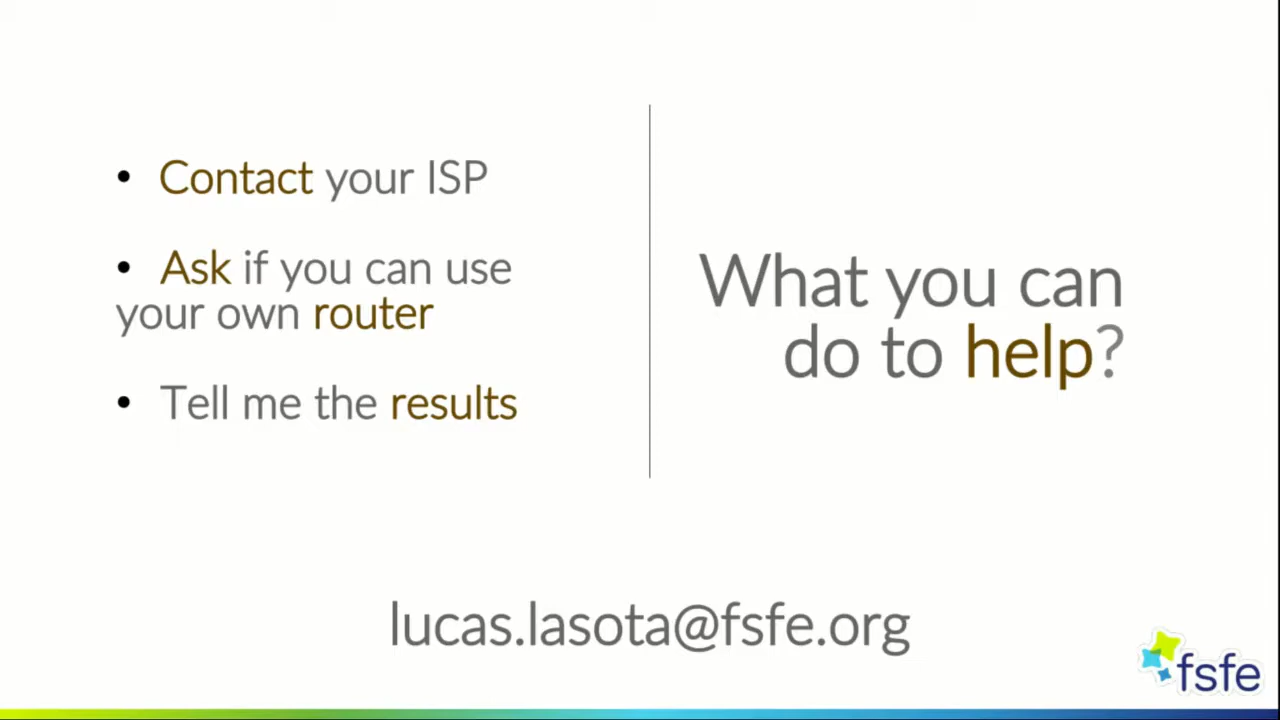 • Contact your ISP
• Ask if you can use
your own router
• Tell me the results
What you can
do to help?
lucas.lasota@fsfe.org
fsfe